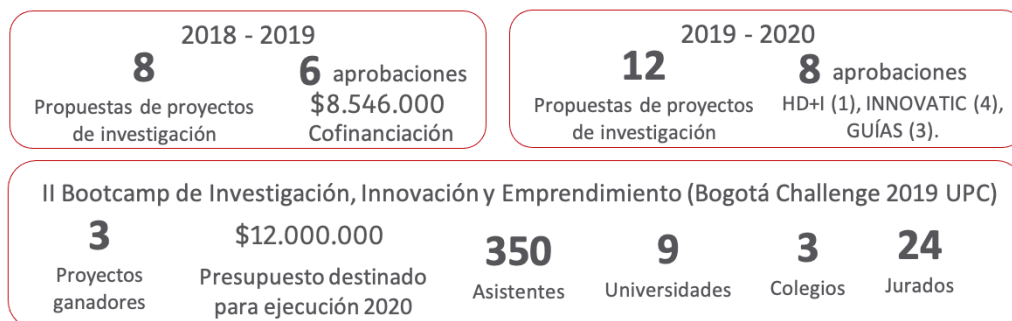 2018 - 2019
8
Propuestas de proyectos
de investigación
6 aprobaciones
$8.546.000
Cofinanciación
2019 - 2020
12
Propuestas de proyectos
de investigación
8 aprobaciones
HD+I (1), INNOVATIC (4),
GUÍAS (3).
II Bootcamp de Investigación, Innovación y Emprendimiento (Bogotá Challenge 2019 UPC)
3
Proyectos
ganadores
$12.000.000
Presupuesto destinado
para ejecución 2020
350
Asistentes
9
Universidades
3
Colegios
24
Jurados